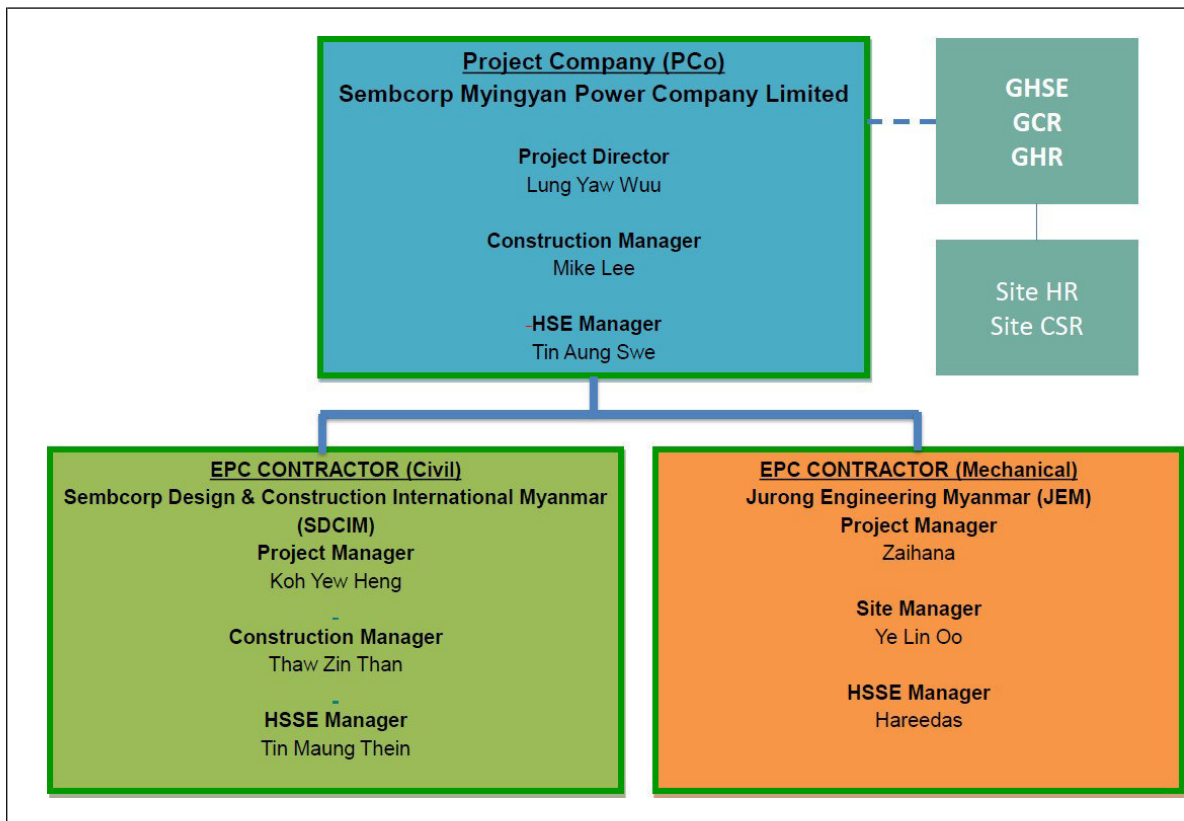 Project Company (PCo)
Sembcorp Myingyan Power Company Limited
Project Director
Lung Yaw Wuu
Construction Manager
Mike Lee
-HSE Manager
Tin Aung Swe
GHSE
GCR
GHR
Site HR
Site CSR
EPC CONTRACTOR (Civil)
Sembcorp Design & Construction International Myanmar
(SDCIM)
Project Manager
Koh Yew Heng
-
Construction Manager
Thaw Zin Than
-
HSSE Manager
Tin Maung Thein
EPC CONTRACTOR (Mechanical)
Jurong Engineering Myanmar (JEM)
Project Manager
Zaihana
Site Manager
Ye Lin Oo
HSSE Manager
Hareedas